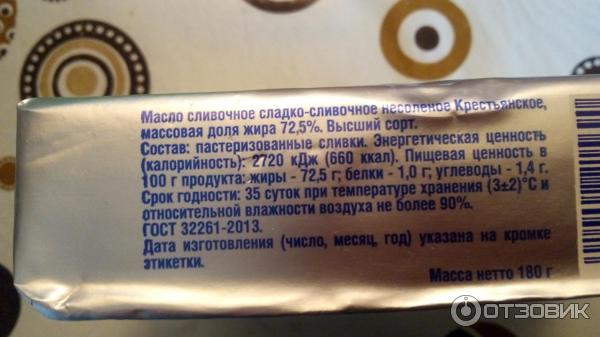 Масло сливочное сладко-сливочное несоленое Крестьянское,
массовая доля жира 72,5%. Высший сорт.
Состав: пастеризованные сливки. Энергетическая ценность
(калорийность): 2720 кДж (660 ккал). Пищевая ценность в
100 г продукта: жиры - 72,5 г; белки - 1,0 г; углеводы - 1,4 г.
Срок годности: 35 суток при температуре хранения (3±2)°С и
относительной влажности воздуха не более 90%.
ГОСТ 32261-2013.
Дата изготовления (число, месяц, год) указана на кромке
этикетки.
Масса нетто 180 г
ОТЗОВИК